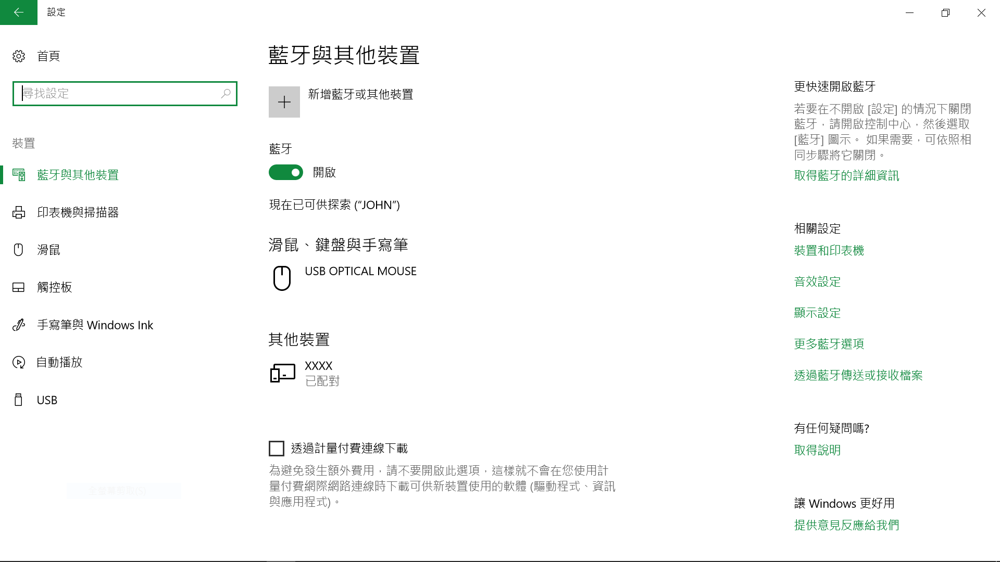 設定
首頁
尋找設定
裝置
藍牙與其他裝置
印表機與掃描器
滑鼠
觸控板
手寫筆與 Windows Ink
自動播放
USB
全螢幕剪取(S)
藍牙與其他裝置
新增藍牙或其他裝置
藍牙
開啟
現在已可供探索 (“JOHN”)
滑鼠、鍵盤與手寫筆
USB OPTICAL MOUSE
其他裝置
XXXX
已配對
透過計量付費連線下載
為避免發生額外費用，請不要開啟此選項，這樣就不會在您使用計
量付費網際網路連線時下載可供新裝置使用的軟體 (驅動程式、資訊
與應用程式)。
更快速開啟藍牙
若要在不開啟 [設定] 的情況下關閉
藍牙，請開啟控制中心，然後選取
[藍牙] 圖示。 如果需要，可依照相
同步驟將它關閉。
取得藍牙的詳細資訊
相關設定
裝置和印表機
音效設定
顯示設定
更多藍牙選項
透過藍牙傳送或接收檔案
有任何疑問嗎?
取得說明
讓 Windows 更好用
提供意見反應給我們